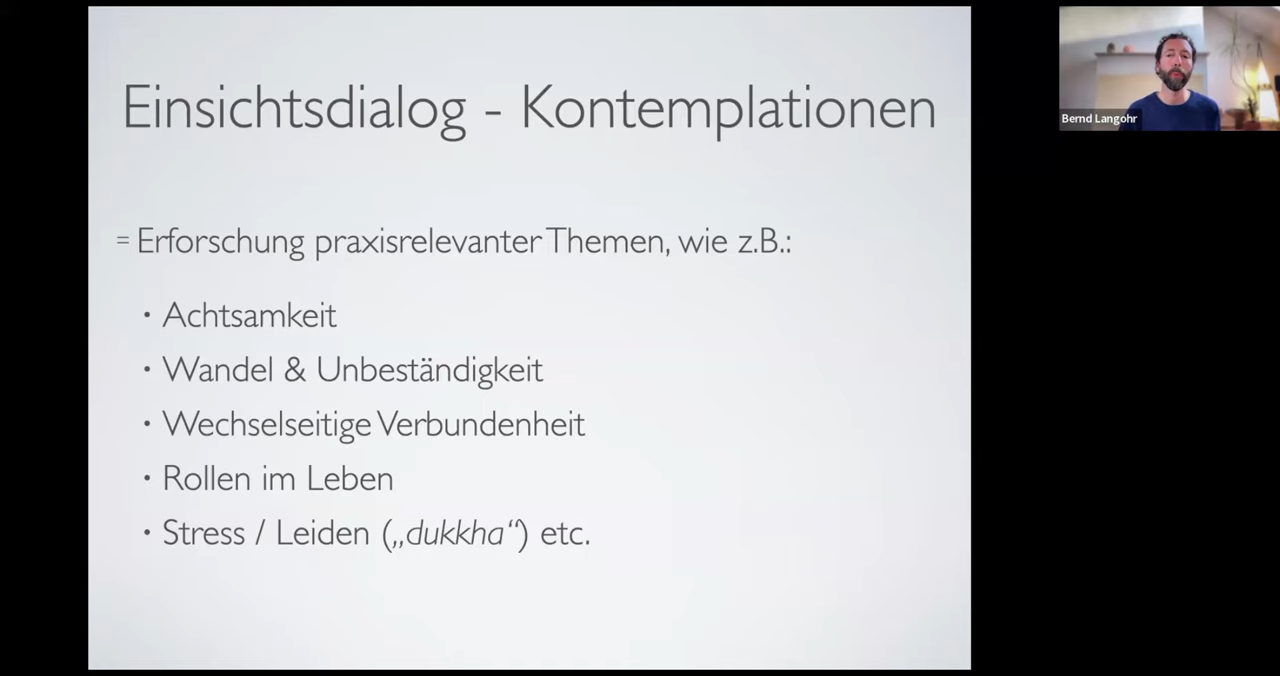 Einsichtsdialog - Kontemplationen
= Erforschung praxisrelevanter Themen, wie z.B.:
• Achtsamkeit
• Wandel & Unbeständigkeit
• Wechselseitige Verbundenheit
• Rollen im Leben
• Stress / Leiden („dukkha“) etc.
Bernd Langohr